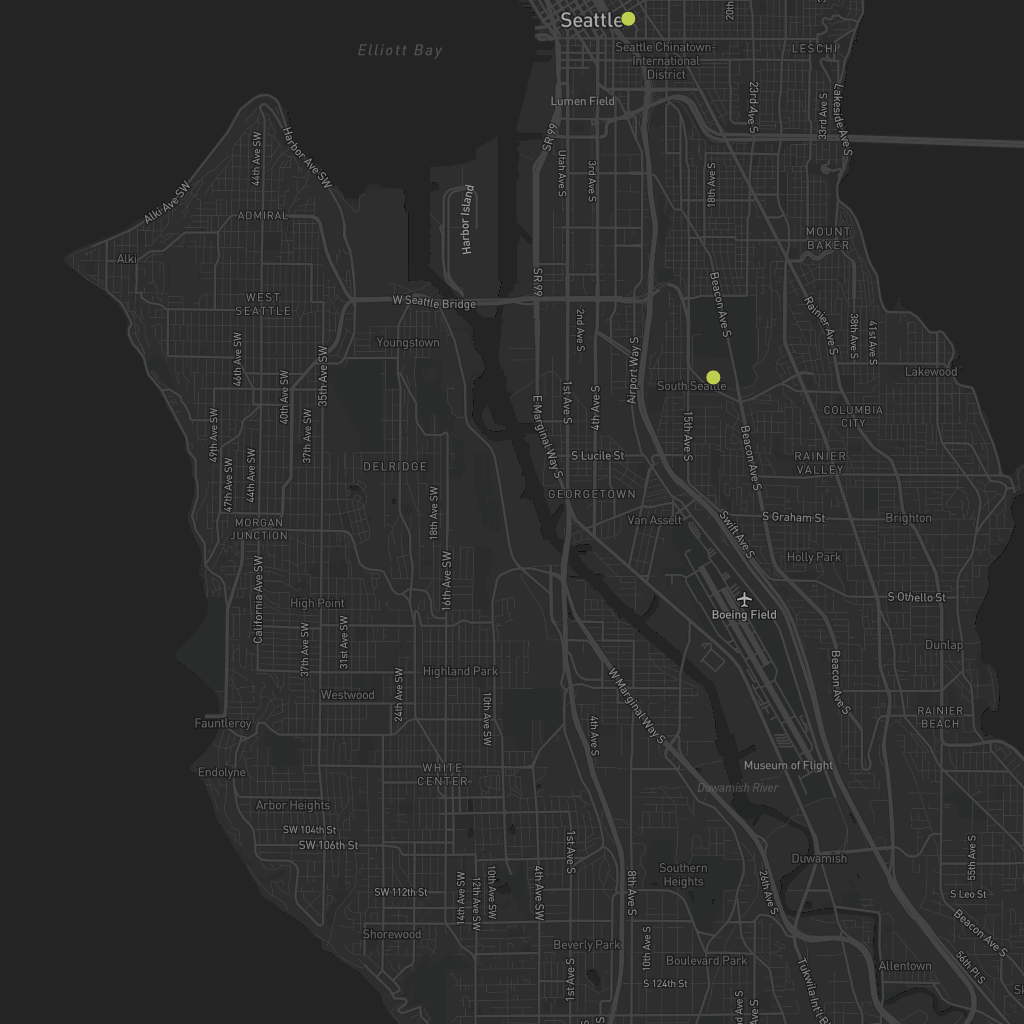 Seattle
20th
Elliott Bay
Seattle Chinatown-
International
District
LESCHI
Lumen Field
23rd Ave S
33rd Ave S
Lakeside Ave S
SR 99
Utah Ave S
3rd Ave S
18th Ave S
44th Ave SW
Harbor Ave SW
Alki Ave SW
ADMIRAL
Harbor Island
MOUNT
BAKER
Alki
SR 99
WEST
SEATTLE
W Seattle Bridge
Beacon Ave S
Rainier Ave S
38th Ave S
41st Ave S
2nd Ave S
Youngstown
46th Ave SW
35th Ave SW
Airport Way S
Lakewood
40th Ave SW
1st Ave S
4th Ave S
South Seattle
E Marginal Way S
15th Ave S
COLUMBIA
CITY
49th Ave SW
37th Ave SW
Beacon Ave S
S Lucile St
RAINIER
VALLEY
DELRIDGE
47th Ave SW
44th Ave SW
GEORGETOWN
18th Ave SW
MORGAN
JUNCTION
Van Asselt
Swift Ave S
S Graham St
Brighton
Holly Park
16th Ave SW
California Ave SW
High Point
Boeing Field
S Othello St
37th Ave SW
31st Ave SW
Dunlap
Highland Park
W Marginal Way S
Beacon Ave S
Westwood
24th Ave SW
10th Ave SW
Fauntleroy
4th Ave S
RAINIER
BEACH
Endolyne
WHITE
CENTER
Museum of Flight
Duwamish River
Arbor Heights
SW 104th St
SW 106th St
1st Ave S
Duwamish
55th Ave S
Southern
Heights
SW 112th St
14th Ave SW
12th Ave SW
10th Ave SW
4th Ave SW
8th Ave S
26th Ave S
S Leo St
Shorewood
Beverly Park
10th Ave S
Boulevard Park
Beacon Ave S
56th Pl S
Allentown
1st Ave S
S 124th St
Tukwila Int'l B
nd Ave S
Ave S
S
S
Sk